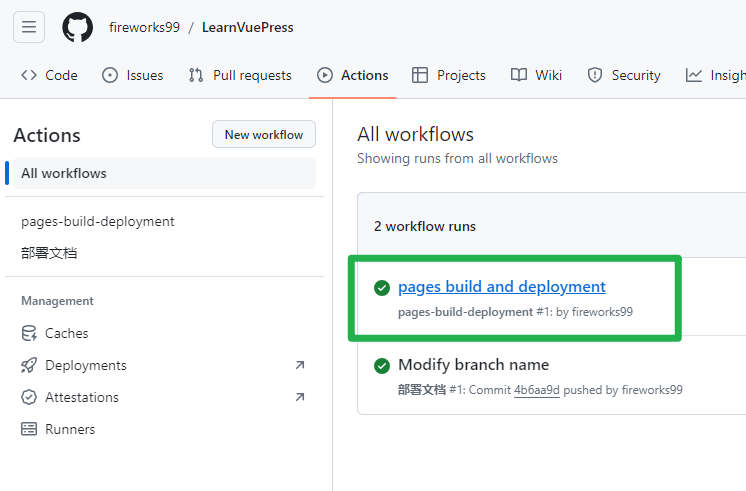 fireworks99 / LearnVuePress
Code Issues Pull requests Actions Projects Wiki Security Insigh
Actions
New workflow
All workflows
pages-build-deployment
部署文档
Management
Caches
Deployments
Attestations
Runners
All workflows
Showing runs from all workflows
2 workflow runs
pages build and deployment
pages-build-deployment #1: by fireworks99
Modify branch name
部署文档 #1: Commit 4b6aa9d pushed by fireworks99